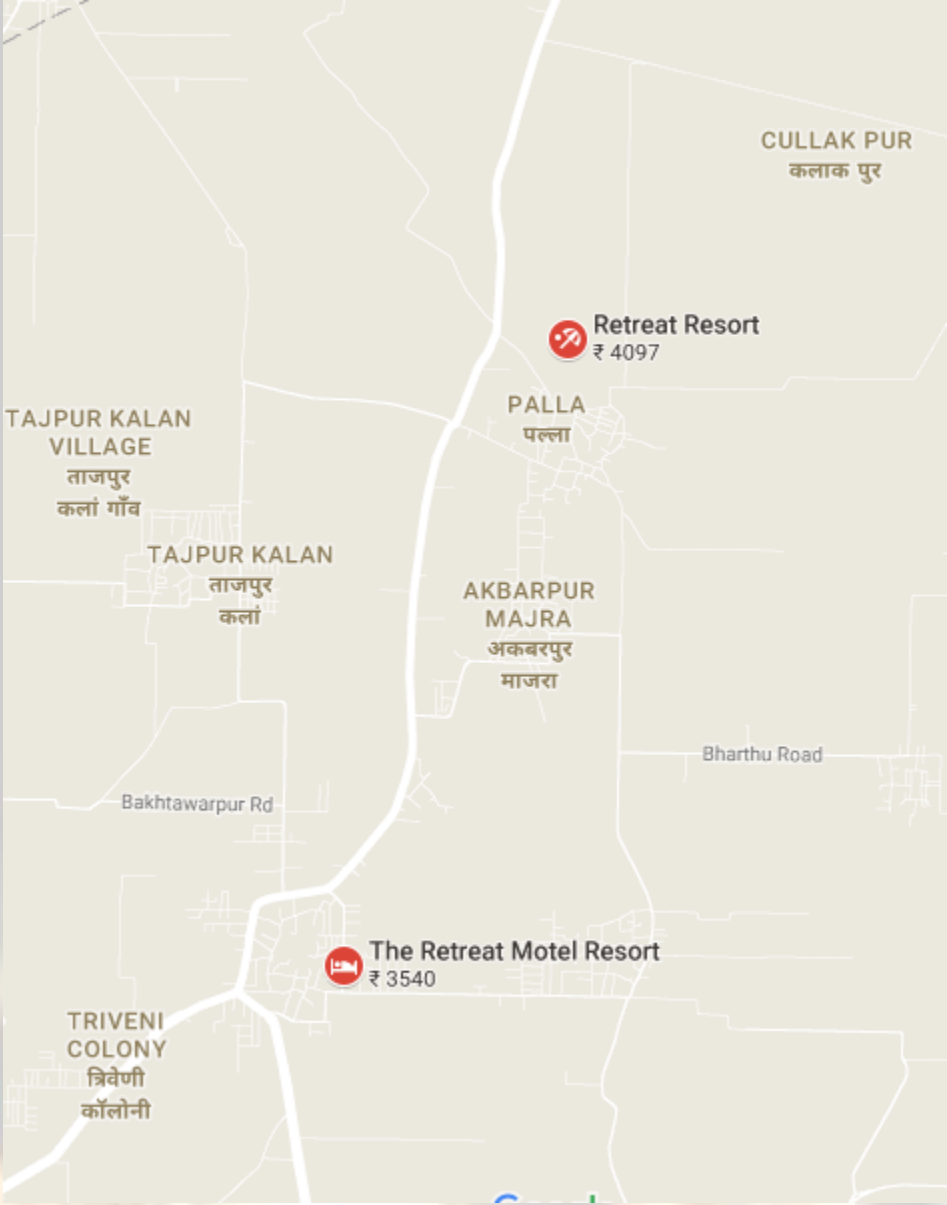 CULLAK PUR
कलाक पुर
Retreat Resort
₹ 4097
PALLA
पल्ला
TAJPUR KALAN
VILLAGE
ताजपुर
कलां गाँव
TAJPUR KALAN
ताजपुर
कलां
AKBARPUR
MAJRA
अकबरपुर
माजरा
Bharthu Road
Bakhtawarpur Rd
The Retreat Motel Resort
₹ 3540
TRIVENI
COLONY
त्रिवेणी
कॉलोनी